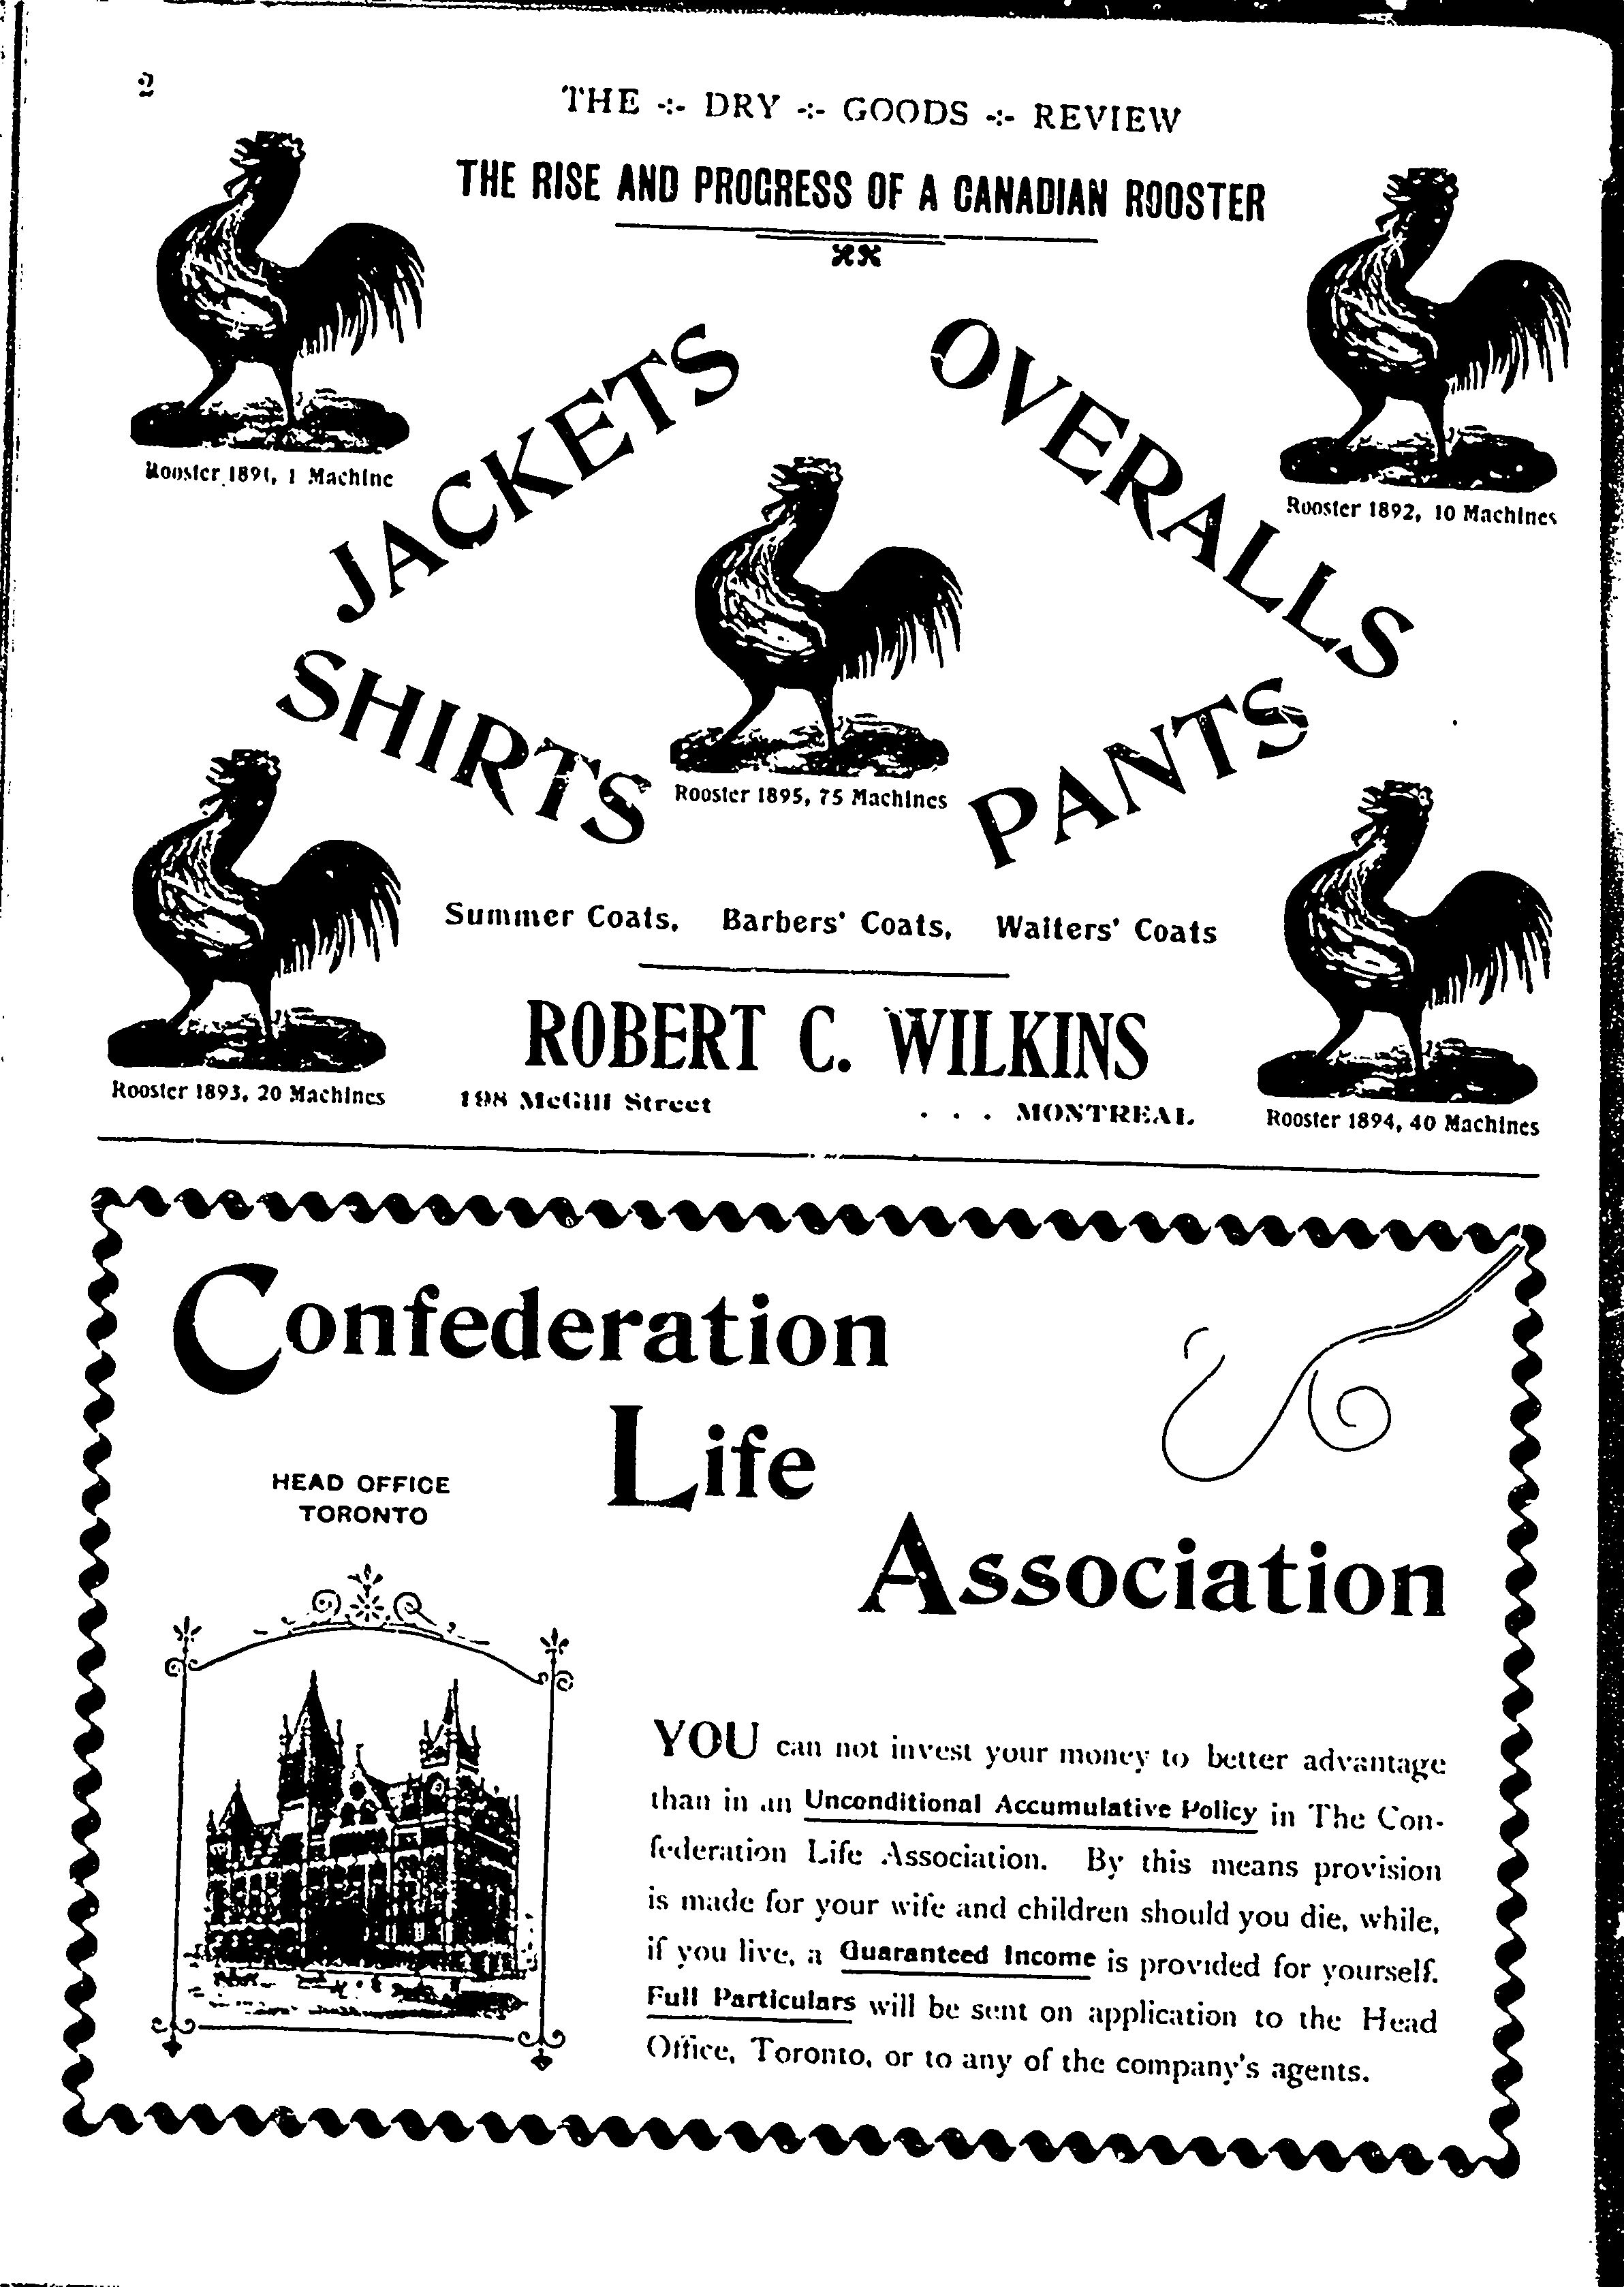 2
THE -:- DRY -:- GOODS -:- REVIEW
THE RISE AND PROGRESS OF A CANADIAN ROOSTER
Rooster 1891, 1 Machine
Rooster 1892, 10 Machines
JACKETS
OVERALLS
SHIRTS
PANTS
Rooster 1895, 75 Machines
Summer Coats, Barbers' Coats, Waiters' Coats
ROBERT C. WILKINS
198 McGill Street . . . MONTREAL
Rooster 1893, 20 Machines
Rooster 1894, 40 Machines
Confederation
Life
Association
HEAD OFFICE
TORONTO
YOU can not invest your money to better advantage
than in an Unconditional Accumulative Policy in The Con-
federation Life Association. By this means provision
is made for your wife and children should you die, while,
if you live, a Guaranteed Income is provided for yourself.
Full Particulars will be sent on application to the Head
Office, Toronto, or to any of the company's agents.